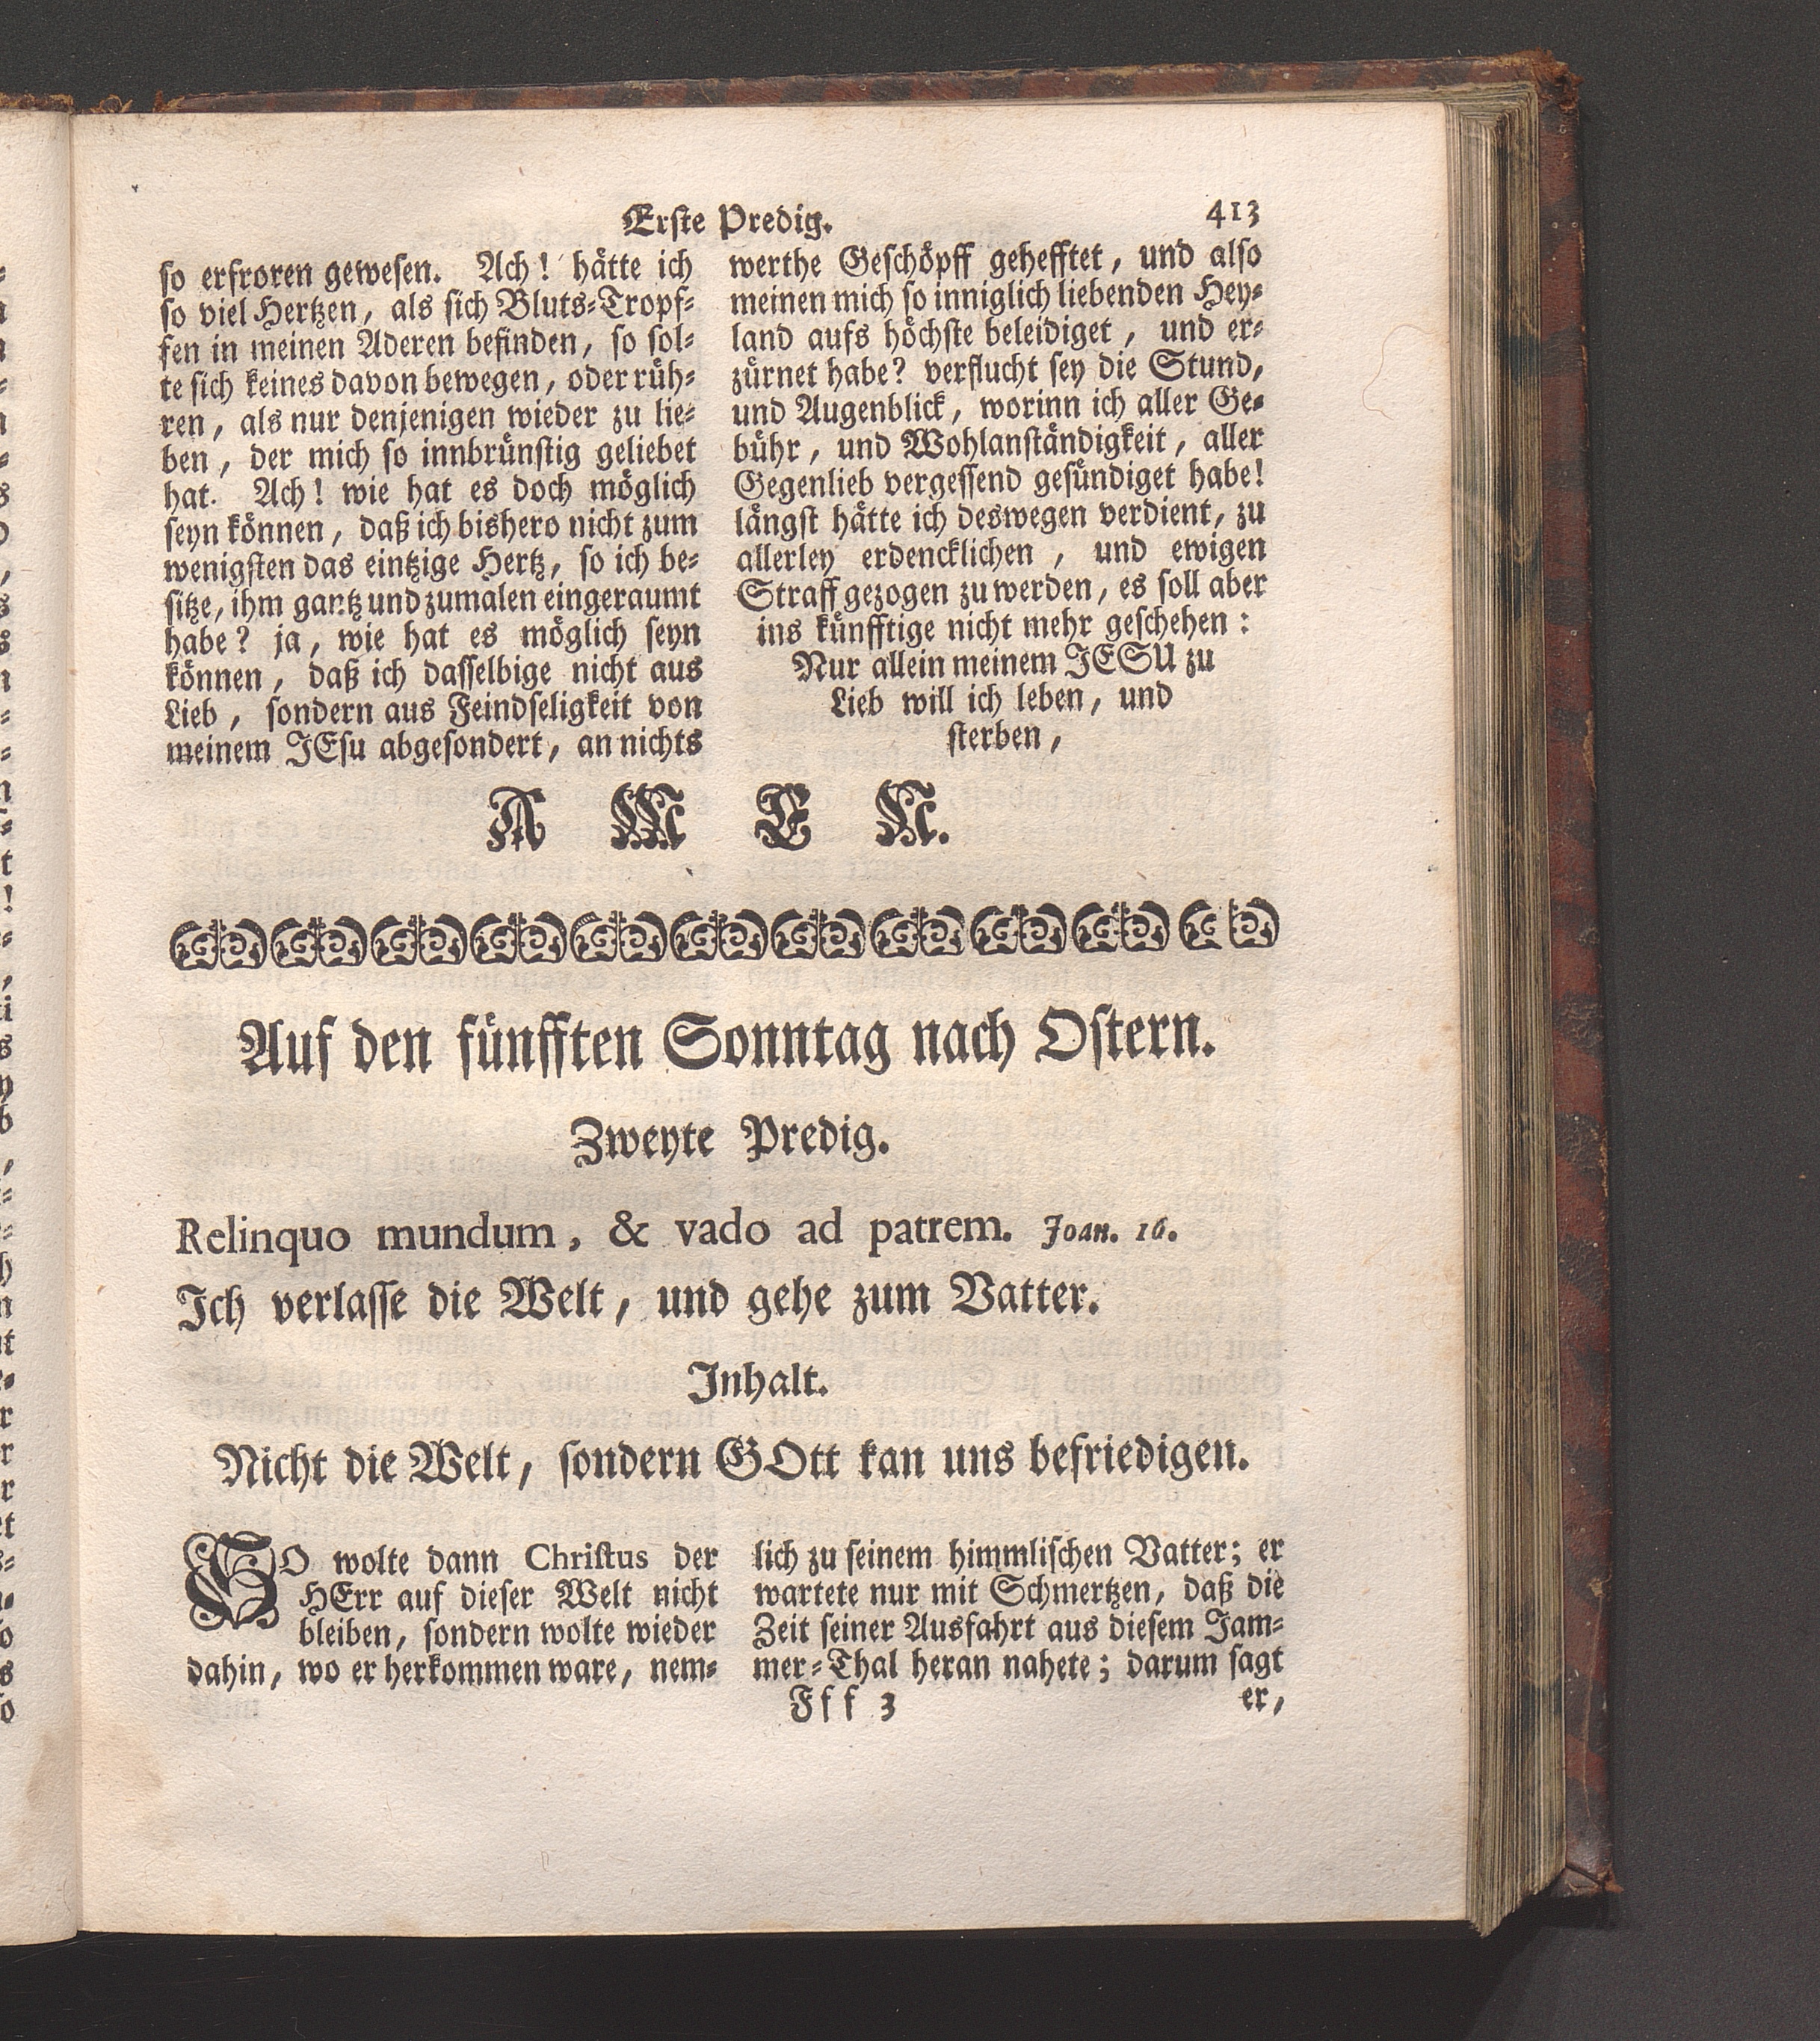 Erste Predig.
413
so erfroren gewesen. Ach! hätte ich
so viel Hertzen, als sich Bluts-Tropf-
fen in meinen Aderen befinden, so sol-
te sich keines davon bewegen, oder rüh-
ren, als nur denjenigen wieder zu lie-
ben, der mich so innbrünstig geliebet
hat. Ach! wie hat es doch möglich
seyn können, daß ich bishero nicht zum
wenigsten das eintzige Hertz, so ich be-
sitze, ihm gantz und zumalen eingeraumt
habe? ja, wie hat es möglich seyn
können, daß ich dasselbige nicht aus
Lieb, sondern aus Feindseligkeit von
meinem JEsu abgesondert, an nichts
werthe Geschöpff gehefftet, und also
meinen mich so inniglich liebenden Hey-
land aufs höchste beleidiget, und er-
zürnet habe? verflucht sey die Stund,
und Augenblick, worinn ich aller Ge-
bühr, und Wohlanständigkeit, aller
Gegenlieb vergessend gesündiget habe!
längst hätte ich deswegen verdient, zu
allerley erdencklichen, und ewigen
Straff gezogen zu werden, es soll aber
ins künfftige nicht mehr geschehen:
Nur allein meinem JESU zu
Lieb will ich leben, und
sterben,
A M E N.
Auf den fünfften Sonntag nach Ostern.
Zweyte Predig.
Relinquo mundum, & vado ad patrem. Joan. 16.
Ich verlasse die Welt, und gehe zum Vatter.
Inhalt.
Nicht die Welt, sondern GOtt kan uns befriedigen.
SO wolte dann Christus der
HErr auf dieser Welt nicht
bleiben, sondern wolte wieder
dahin, wo er herkommen ware, nem-
lich zu seinem himmlischen Vatter; er
wartete nur mit Schmertzen, daß die
Zeit seiner Ausfahrt aus diesem Jam-
mer-Thal heran nahete; darum sagt
Fff 3
er,